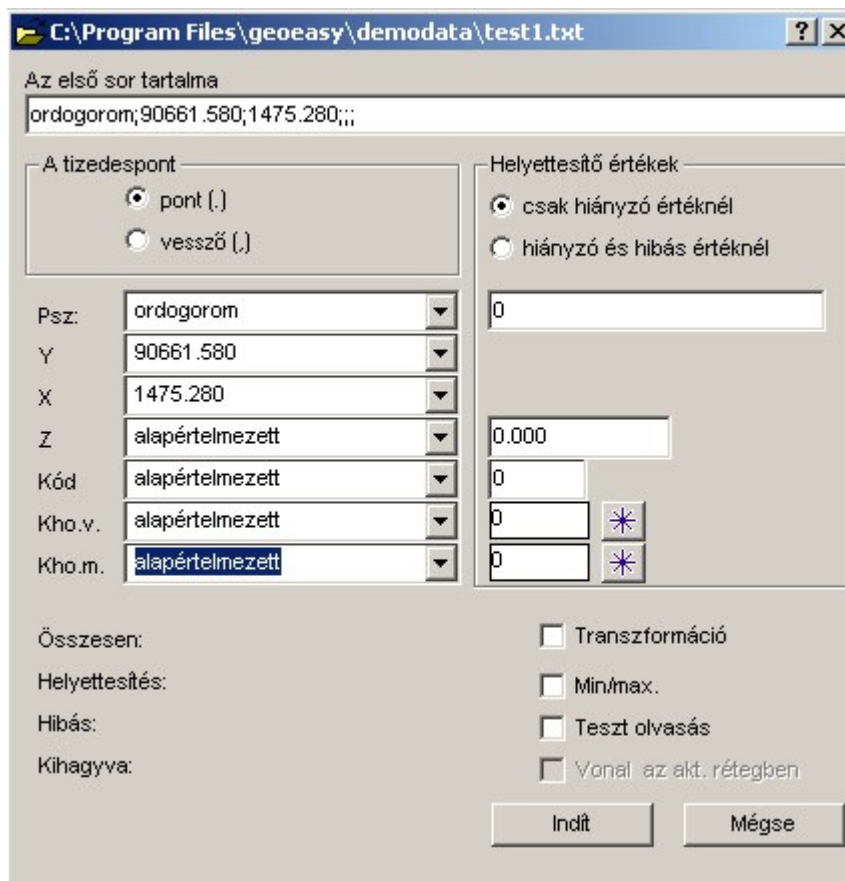 C:\Program Files\geoeasy\demodata\test1.txt
Az első sor tartalma
ordogorom;90661.580;1475.280;;;
A tizedespont
pont (.)
vessző (,)
Helyettesítő értékek
csak hiányzó értéknél
hiányzó és hibás értéknél
Psz: ordogorom 0
Y 90661.580
X 1475.280
Z alapértelmezett 0.000
Kód alapértelmezett 0
Kho.v. alapértelmezett 0
Kho.m. alapértelmezett 0
Összesen:
Helyettesítés:
Hibás:
Kihagyva:
Transzformáció
Min/max.
Teszt olvasás
Vonal az akt. rétegben
Indít Mégse